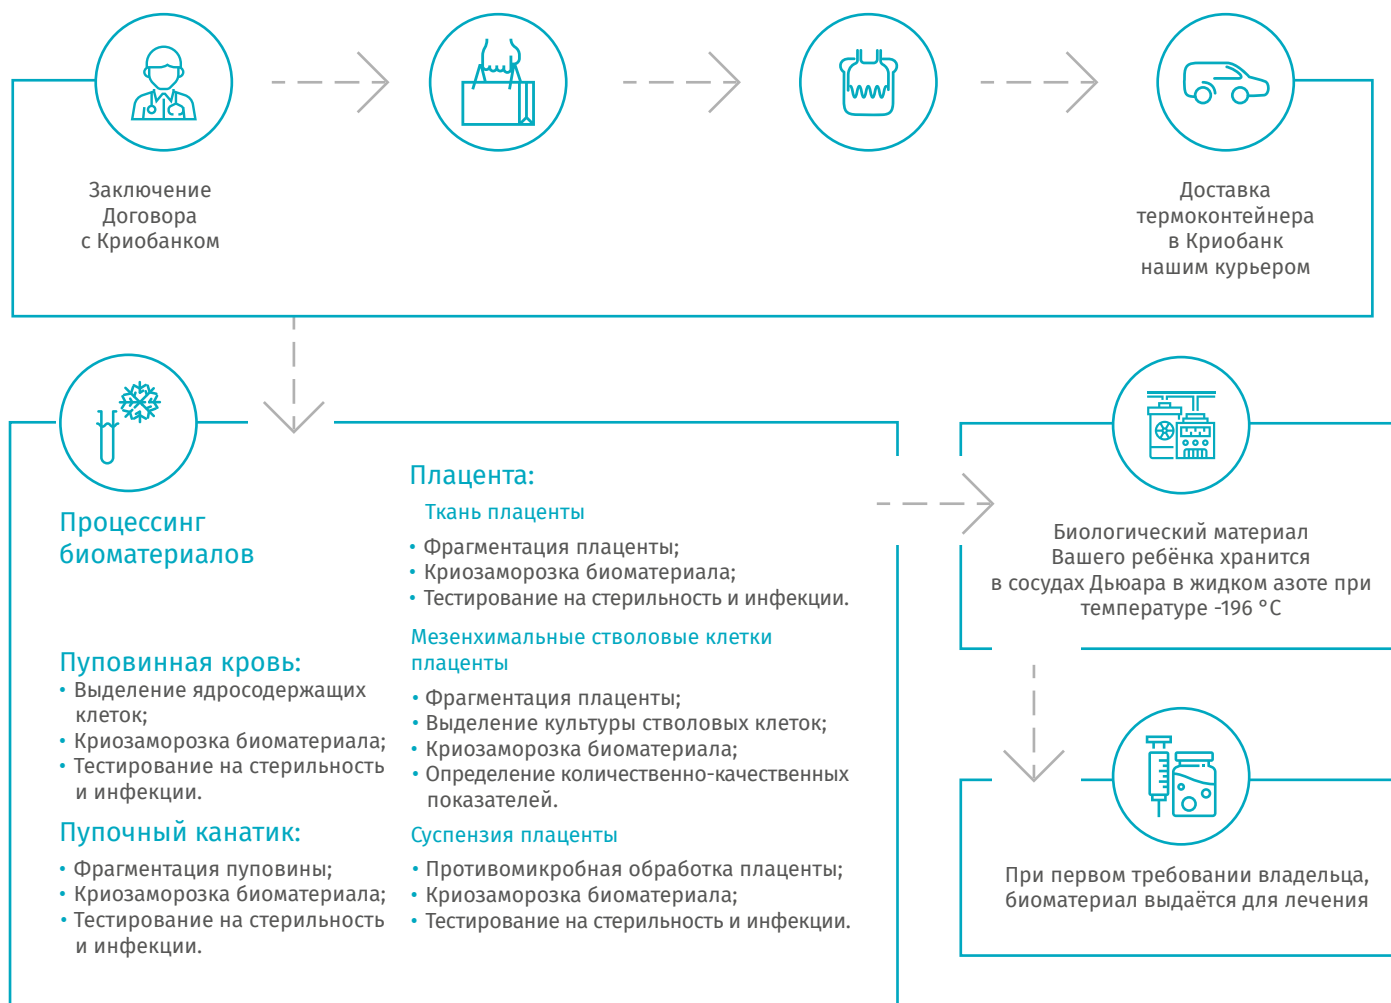 Заключение
Договора
с Криобанком
Доставка
термоконтейнера
в Криобанк
нашим курьером
Процессинг
биоматериалов
Пуповинная кровь:
• Выделение ядросодержащих
клеток;
• Криозаморозка биоматериала;
• Тестирование на стерильность
и инфекции.
Пупочный канатик:
• Фрагментация пуповины;
• Криозаморозка биоматериала;
• Тестирование на стерильность
и инфекции.
Плацента:
Ткань плаценты
• Фрагментация плаценты;
• Криозаморозка биоматериала;
• Тестирование на стерильность и инфекции.
Мезенхимальные стволовые клетки
плаценты
• Фрагментация плаценты;
• Выделение культуры стволовых клеток;
• Криозаморозка биоматериала;
• Определение количественно-качественных
показателей.
Суспензия плаценты
• Противомикробная обработка плаценты;
• Криозаморозка биоматериала;
• Тестирование на стерильность и инфекции.
Биологический материал
Вашего ребёнка хранится
в сосудах Дьюара в жидком азоте при
температуре -196 °C
При первом требовании владельца,
биоматериал выдаётся для лечения